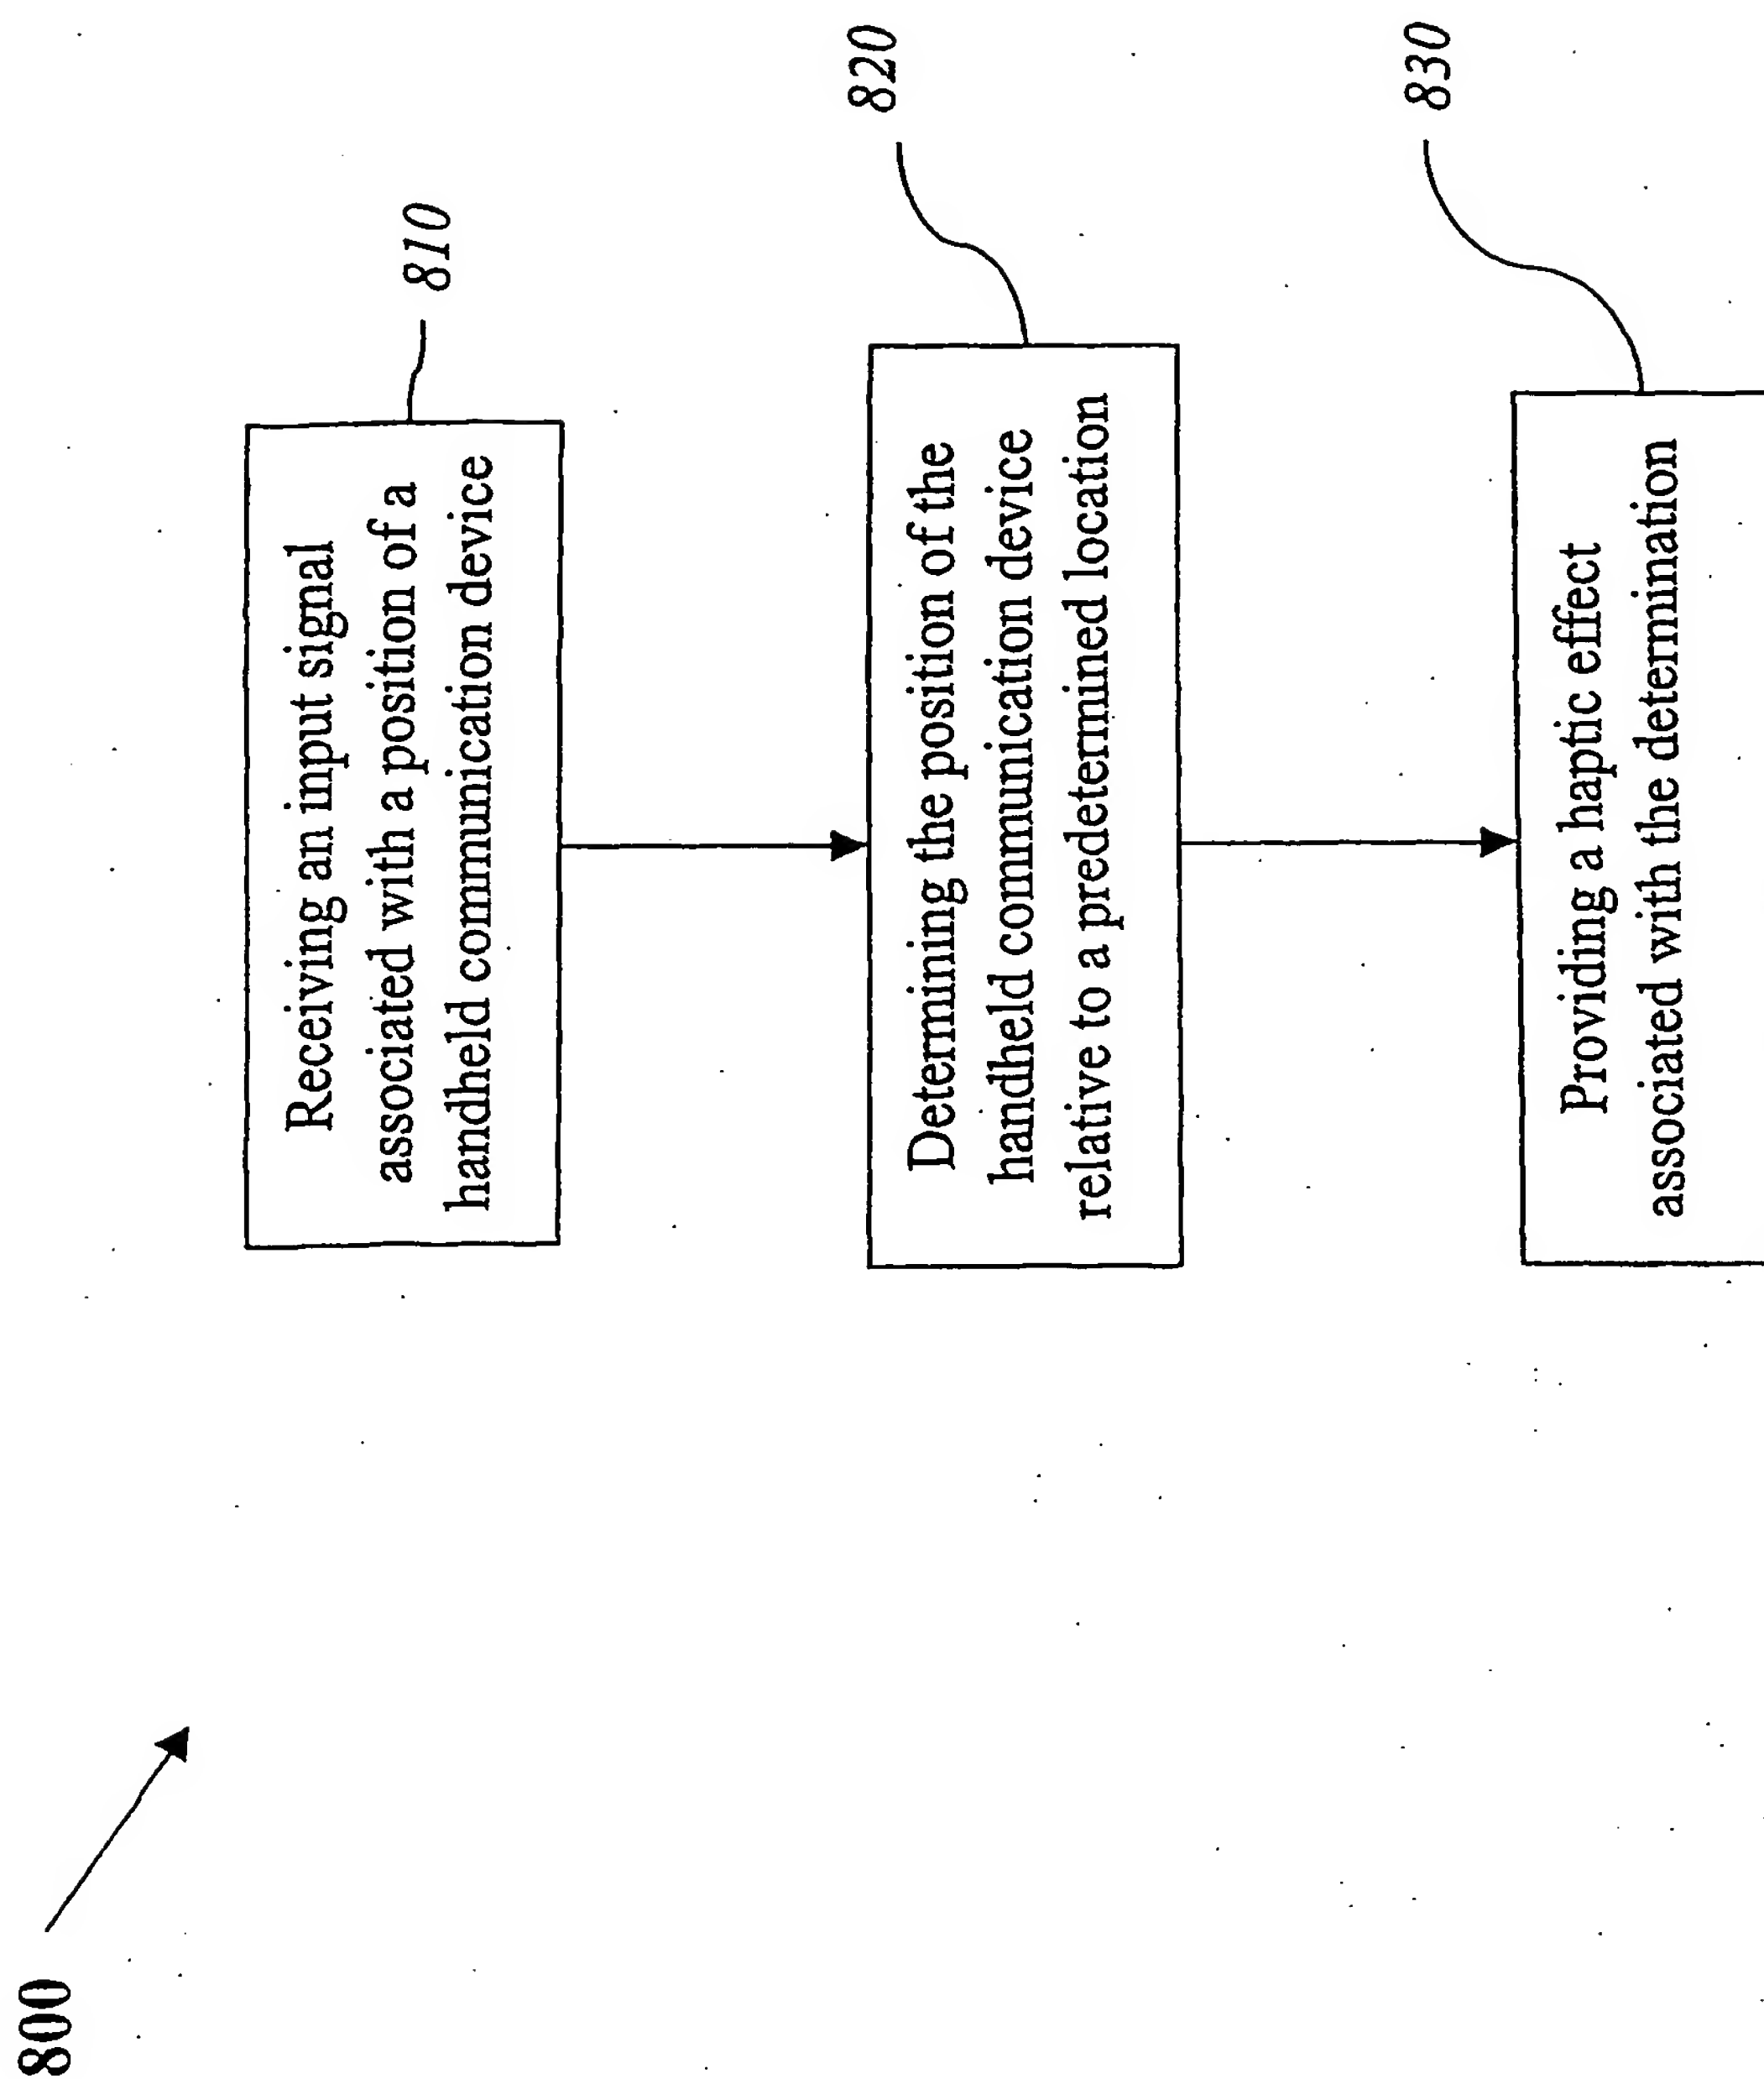 800
810
Receiving an input signal
associated with a position of a
handheld communication device
820
Determining the position of the
handheld communication device
relative to a predetermined location
830
Providing a haptic effect
associated with the determination